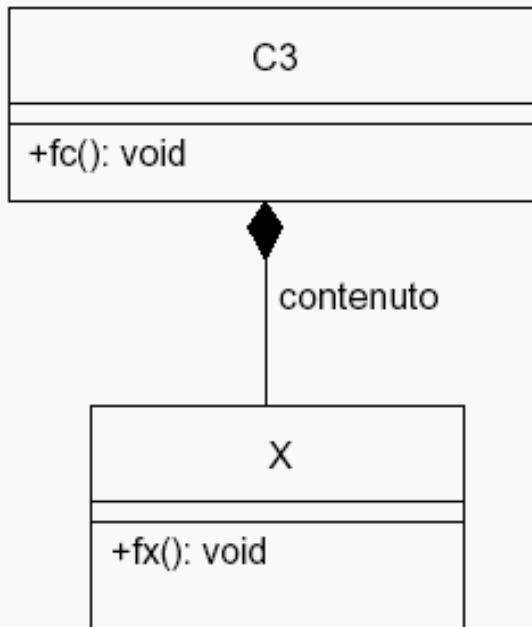 C3
+fc(): void
contenuto
X
+fx(): void